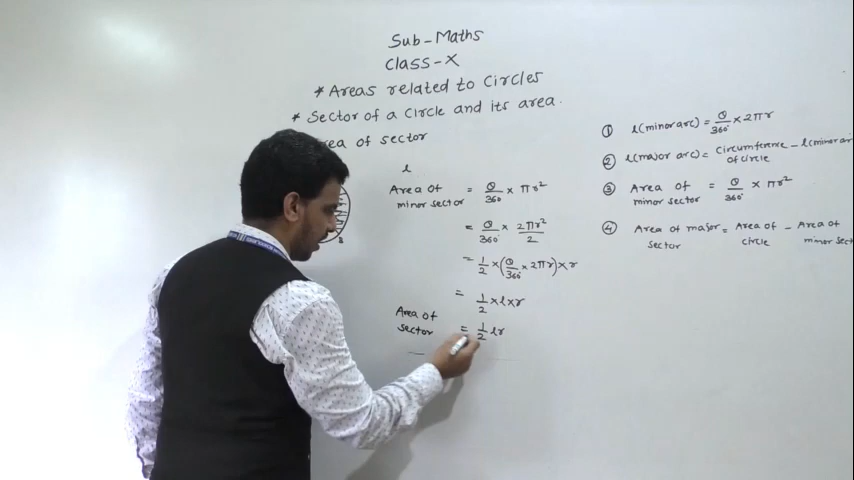 Sub-Maths
Class-X
* Areas related to Circles
* Sector of a Circle and its area.
of sector
l
Area of minor sector = θ/360 × πr²
= θ/360° × 2πr²/2
= 1/2 × (θ/360° × 2πr) × r
= 1/2 × l × r
Area of sector = 1/2 lr
B
① l(minor arc) = θ/360° × 2πr
② l(major arc) = Circumference of circle - l(minor ar
③ Area of minor sector = θ/360° × πr²
④ Area of major sector = Area of circle - Area of minor sect